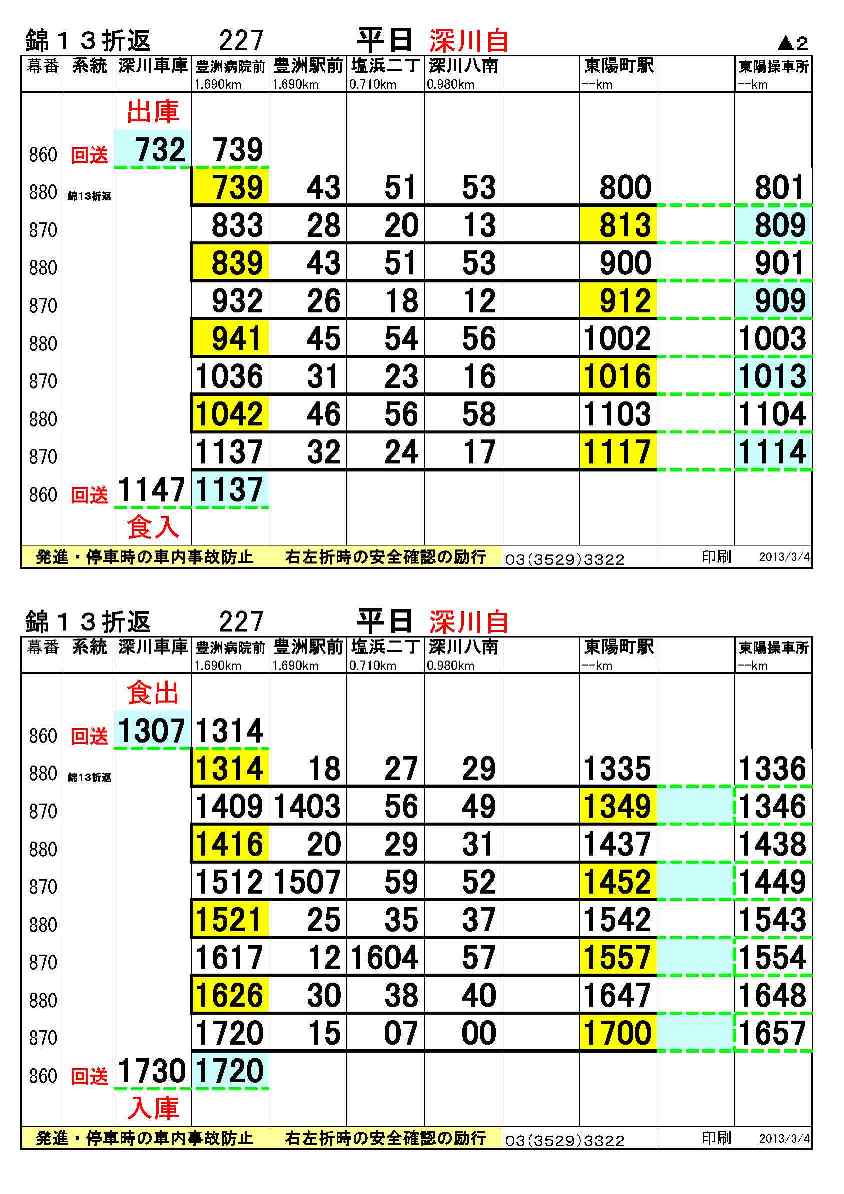 錦１３折返 227 平日 深川自 ▲2
幕番 系統 深川車庫 豊洲病院前 豊洲駅前 塩浜二丁 深川八南 東陽町駅 東陽操車所
1.690km 1.690km 0.710km 0.980km --km --km
出庫
860 回送 732 739
880 錦13折返 739 43 51 53 800 801
870 833 28 20 13 813 809
880 839 43 51 53 900 901
870 932 26 18 12 912 909
880 941 45 54 56 1002 1003
870 1036 31 23 16 1016 1013
880 1042 46 56 58 1103 1104
870 1137 32 24 17 1117 1114
860 回送 1147 1137
食入
発進・停車時の車内事故防止 右左折時の安全確認の励行 03(3529)3322 印刷 2013/3/4
錦１３折返 227 平日 深川自
幕番 系統 深川車庫 豊洲病院前 豊洲駅前 塩浜二丁 深川八南 東陽町駅 東陽操車所
1.690km 1.690km 0.710km 0.980km --km --km
食出
860 回送 1307 1314
880 錦13折返 1314 18 27 29 1335 1336
870 1409 1403 56 49 1349 1346
880 1416 20 29 31 1437 1438
870 1512 1507 59 52 1452 1449
880 1521 25 35 37 1542 1543
870 1617 12 1604 57 1557 1554
880 1626 30 38 40 1647 1648
870 1720 15 07 00 1700 1657
860 回送 1730 1720
入庫
発進・停車時の車内事故防止 右左折時の安全確認の励行 03(3529)3322 印刷 2013/3/4